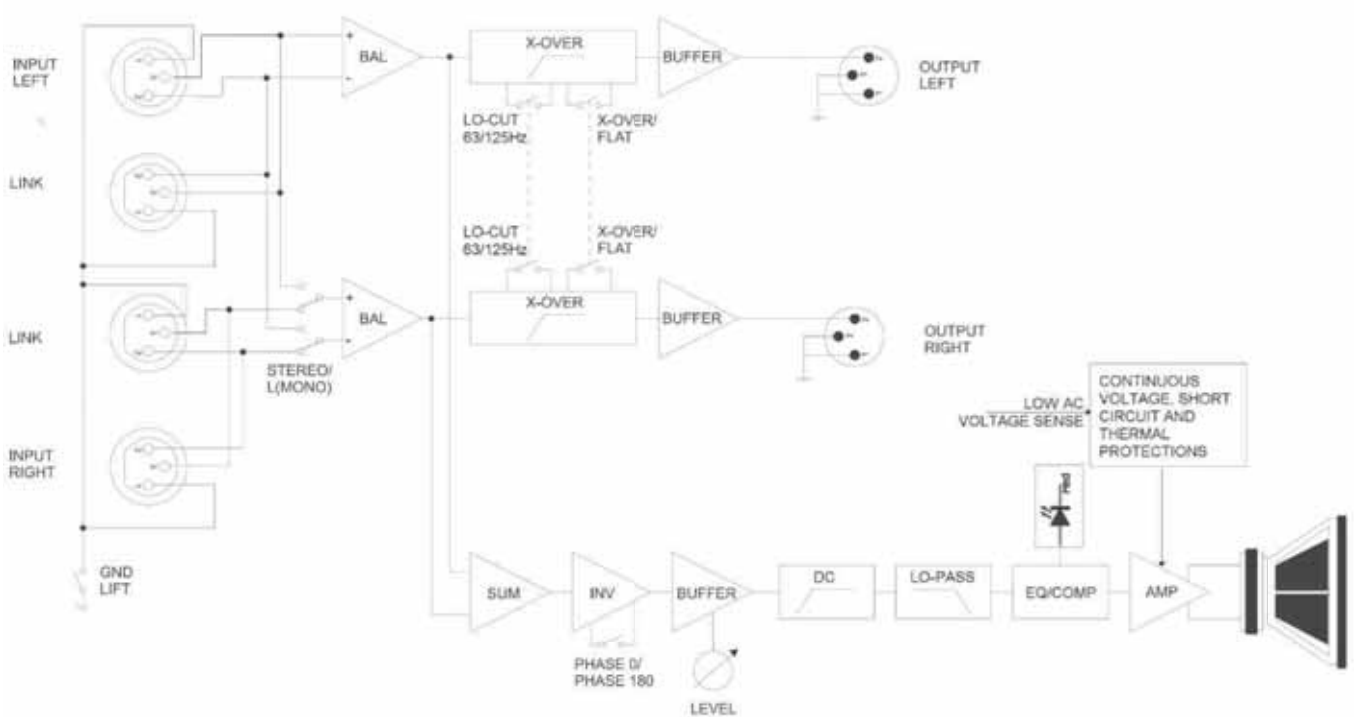 INPUT
LEFT
+
BAL
-
X-OVER
BUFFER
OUTPUT
LEFT
LO-CUT
63/125Hz
X-OVER/
FLAT
LINK
LO-CUT
63/125Hz
X-OVER/
FLAT
LINK
+
BAL
-
X-OVER
BUFFER
OUTPUT
RIGHT
STEREO/
L(MONO)
INPUT
RIGHT
LOW AC
VOLTAGE SENSE
CONTINUOUS
VOLTAGE, SHORT
CIRCUIT AND
THERMAL
PROTECTIONS
Red
GND
LIFT
SUM
INV
BUFFER
DC
LO-PASS
EQ/COMP
AMP
PHASE 0/
PHASE 180
LEVEL